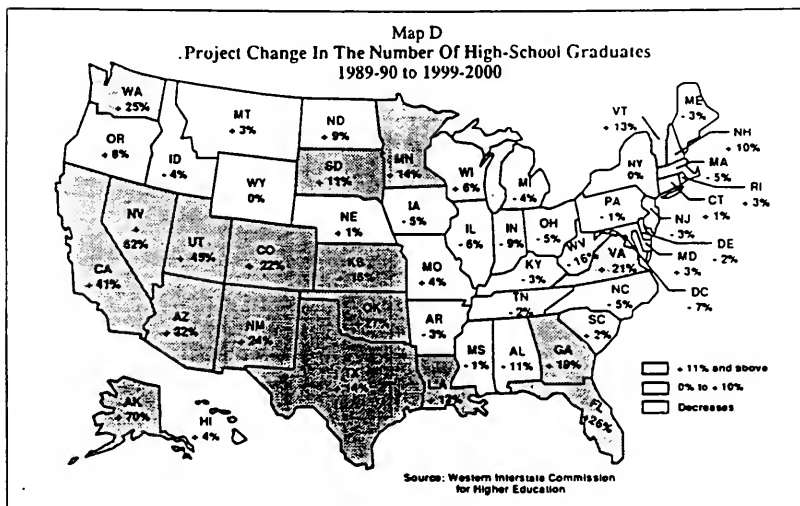 Map D
.Project Change In The Number Of High-School Graduates
1989-90 to 1999-2000
WA
+ 25%
MT
+ 3%
ND
+ 9%
MN
+ 14%
OR
+ 8%
ID
- 4%
SD
+ 11%
WI
+ 6%
MI
- 4%
VT
+ 13%
ME
- 3%
NH
+ 10%
NY
0%
MA
- 5%
RI
+ 3%
CT
+ 1%
WY
0%
NE
+ 1%
IA
- 5%
PA
- 1%
NJ
- 3%
DE
- 2%
MD
+ 3%
DC
- 7%
NV
+
62%
UT
+ 45%
CO
+ 22%
KS
IL
- 6%
IN
- 9%
OH
- 5%
WV
- 16%
VA
+ 21%
CA
+ 41%
MO
+ 4%
KY
- 3%
NC
- 5%
TN
- 2%
AZ
+ 32%
NM
+ 24%
OK
+ 27%
AR
- 3%
SC
+ 2%
MS
- 1%
AL
- 11%
GA
+ 19%
TX
LA
+ 12%
FL
+ 26%
AK
+ 70%
HI
+ 4%
+ 11% and above
0% to + 10%
Decreases
Source: Western Interstate Commission
for Higher Education